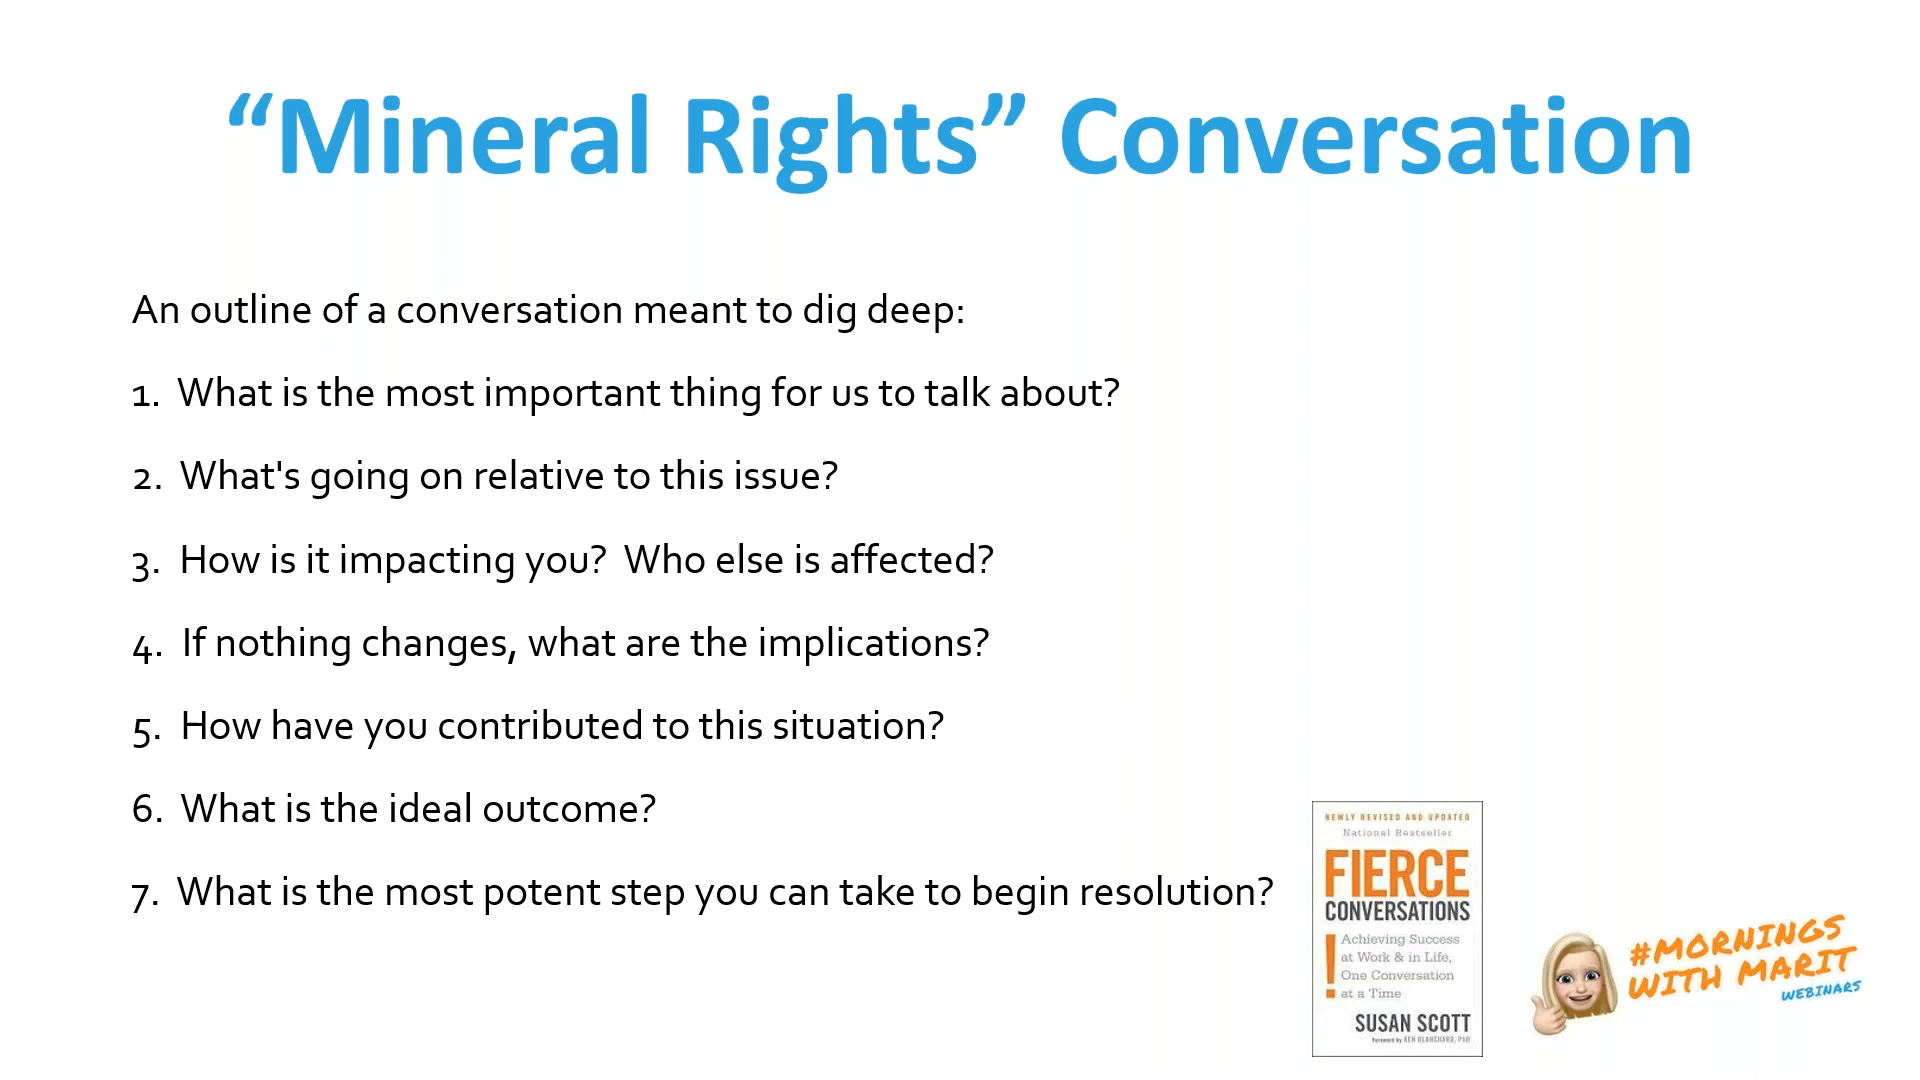 “Mineral Rights” Conversation
An outline of a conversation meant to dig deep:
1. What is the most important thing for us to talk about?
2. What's going on relative to this issue?
3. How is it impacting you? Who else is affected?
4. If nothing changes, what are the implications?
5. How have you contributed to this situation?
6. What is the ideal outcome?
7. What is the most potent step you can take to begin resolution?
NEWLY REVISED AND UPDATED
National Bestseller
FIERCE
CONVERSATIONS
Achieving Success
at Work & in Life,
One Conversation
at a Time
SUSAN SCOTT
Foreword by KEN BLANCHARD, PhD
#MORNINGS
WITH MARIT
WEBINARS